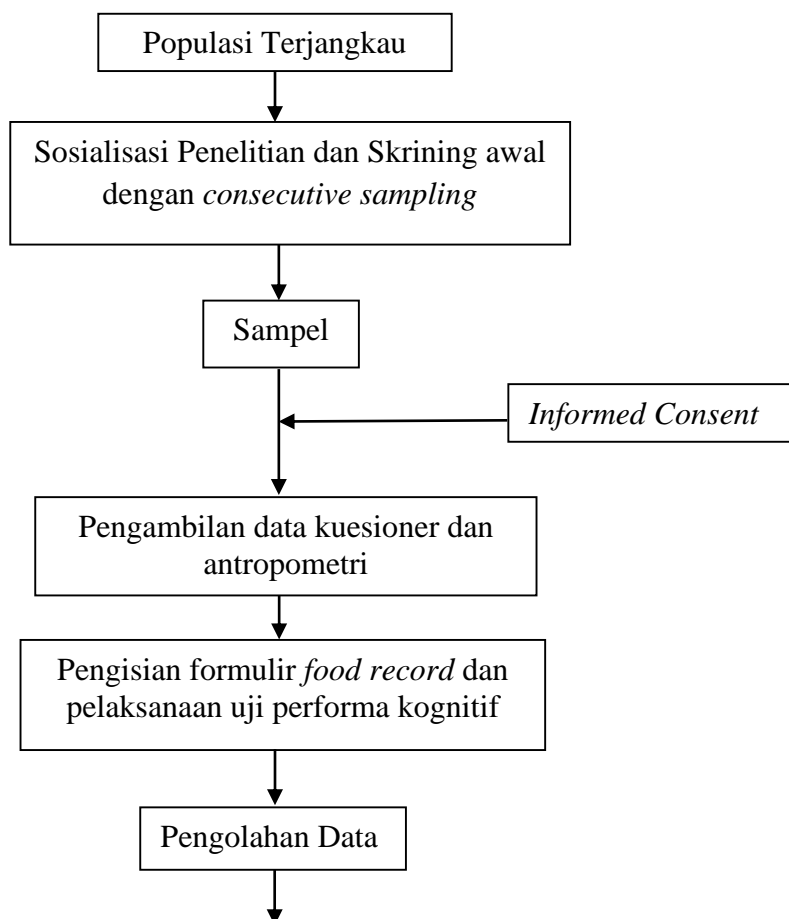 Populasi Terjangkau
Sosialisasi Penelitian dan Skrining awal
dengan consecutive sampling
Sampel
Informed Consent
Pengambilan data kuesioner dan
antropometri
Pengisian formulir food record dan
pelaksanaan uji performa kognitif
Pengolahan Data